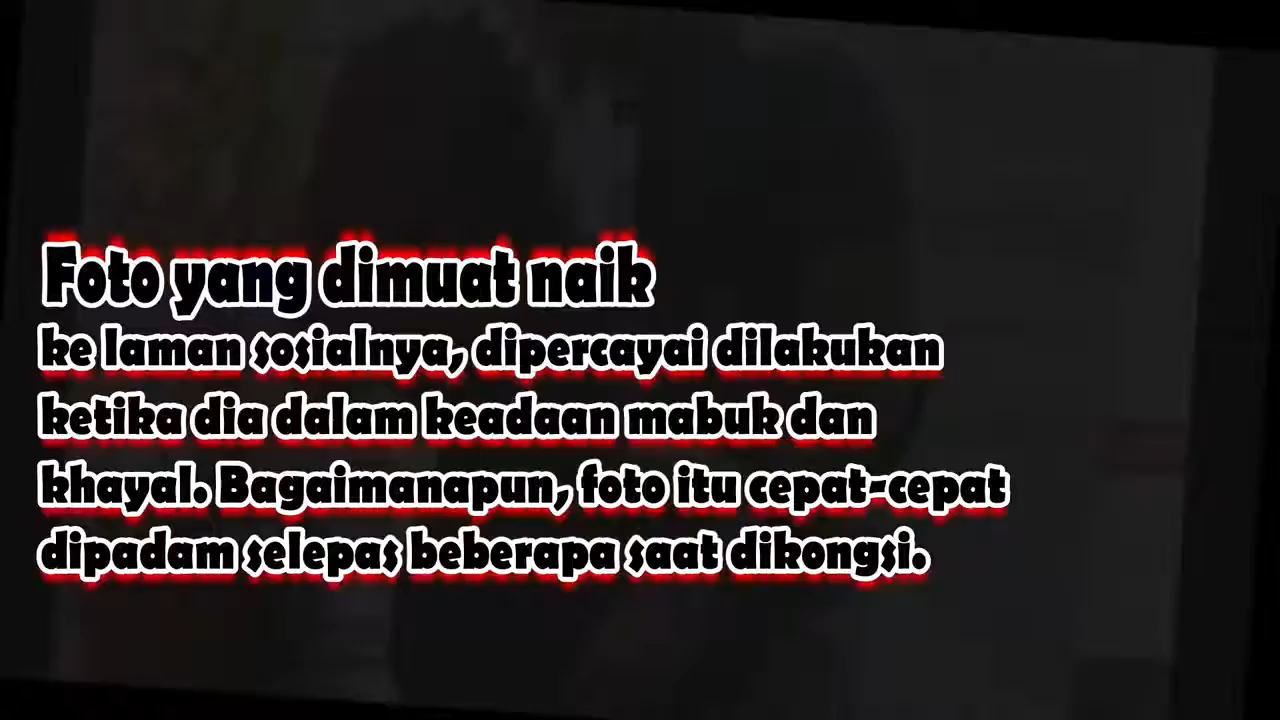 Foto yang dimuat naik
ke laman sosialnya, dipercayai dilakukan
ketika dia dalam keadaan mabuk dan
khayal. Bagaimanapun, foto itu cepat-cepat
dipadam selepas beberapa saat dikongsi.